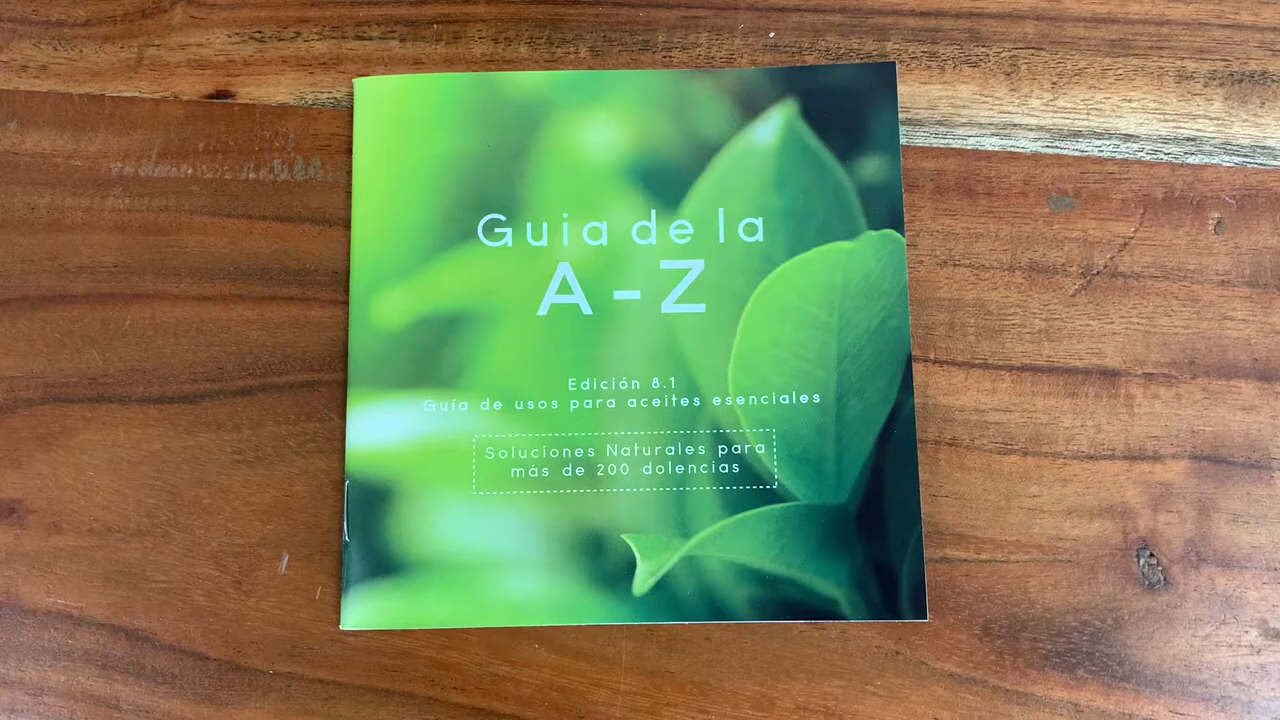 Guia de la
A-Z
Edición 8.1
Guía de usos para aceites esenciales
Soluciones Naturales para
más de 200 dolencias